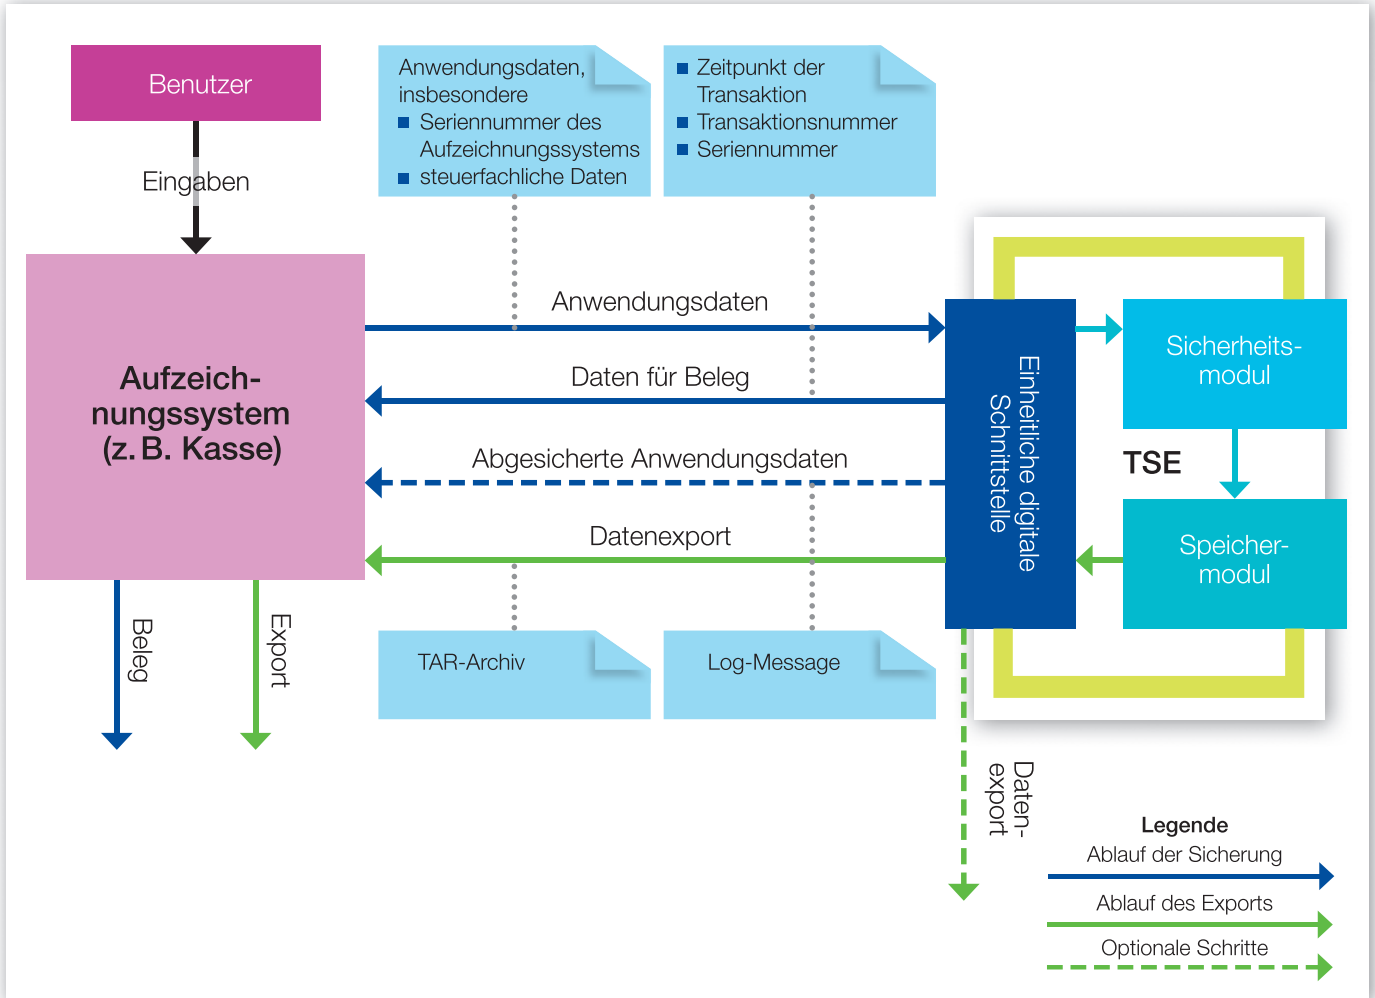 Benutzer
Eingaben
Anwendungsdaten,
insbesondere
Seriennummer des
Aufzeichnungssystems
steuerfachliche Daten
Zeitpunkt der
Transaktion
Transaktionsnummer
Seriennummer
Aufzeich-
nungssystem
(z. B. Kasse)
Anwendungsdaten
Daten für Beleg
Abgesicherte Anwendungsdaten
Datenexport
Einheitliche digitale
Schnittstelle
Sicherheits-
modul
TSE
Speicher-
modul
Beleg
Export
TAR-Archiv
Log-Message
Daten-
export
Legende
Ablauf der Sicherung
Ablauf des Exports
Optionale Schritte